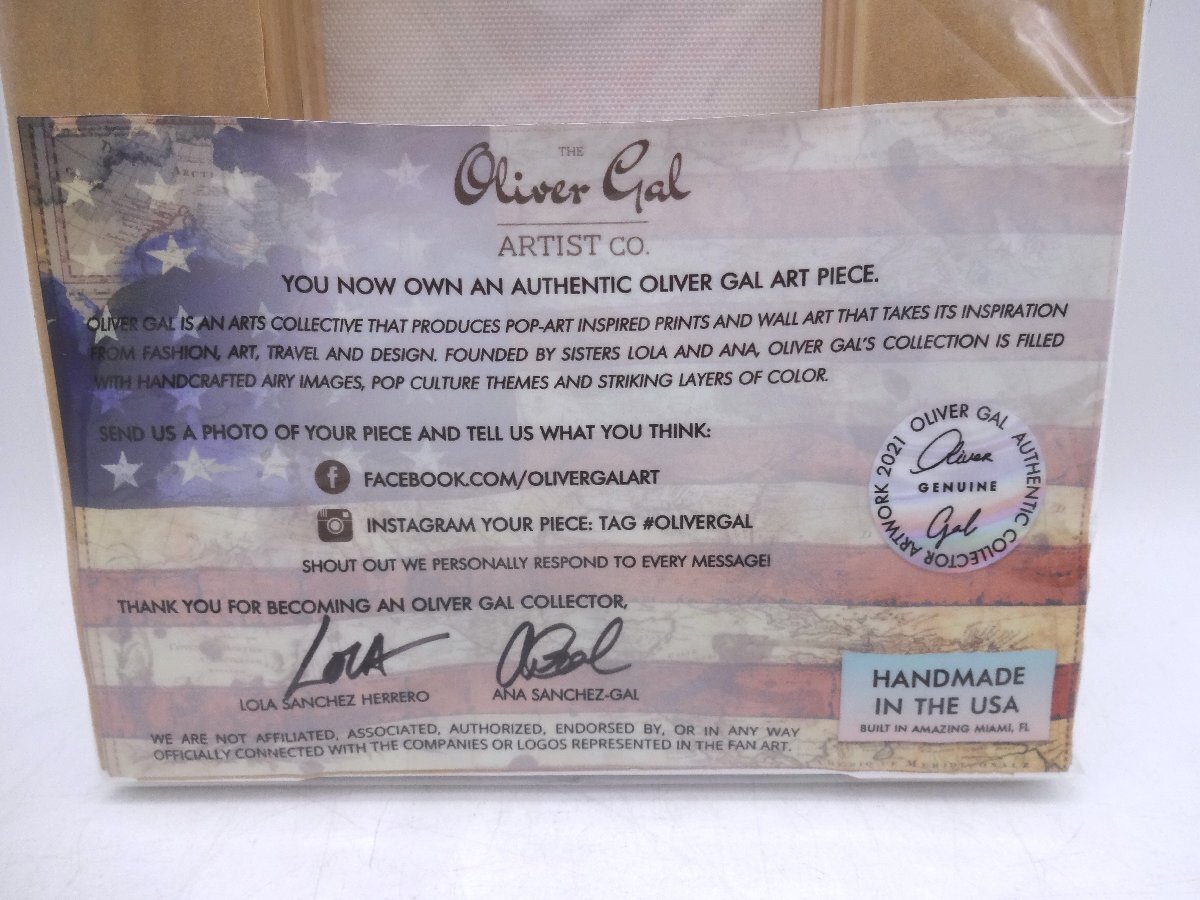 THE
Oliver Gal
ARTIST CO.
YOU NOW OWN AN AUTHENTIC OLIVER GAL ART PIECE.
OLIVER GAL IS AN ARTS COLLECTIVE THAT PRODUCES POP-ART INSPIRED PRINTS AND WALL ART THAT TAKES ITS INSPIRATION
FROM FASHION, ART, TRAVEL AND DESIGN. FOUNDED BY SISTERS LOLA AND ANA, OLIVER GAL'S COLLECTION IS FILLED
WITH HANDCRAFTED AIRY IMAGES, POP CULTURE THEMES AND STRIKING LAYERS OF COLOR.
SEND US A PHOTO OF YOUR PIECE AND TELL US WHAT YOU THINK:
f FACEBOOK.COM/OLIVERGALART
INSTAGRAM YOUR PIECE: TAG #OLIVERGAL
SHOUT OUT WE PERSONALLY RESPOND TO EVERY MESSAGE!
OLIVER GAL AUTHENTIC COLLECTOR ARTWORK 2021
Oliver
GENUINE
Gal
THANK YOU FOR BECOMING AN OLIVER GAL COLLECTOR,
LOLA
LOLA SANCHEZ HERRERO
ANA SANCHEZ-GAL
HANDMADE
IN THE USA
BUILT IN AMAZING MIAMI, FL
WE ARE NOT AFFILIATED, ASSOCIATED, AUTHORIZED, ENDORSED BY, OR IN ANY WAY
OFFICIALLY CONNECTED WITH THE COMPANIES OR LOGOS REPRESENTED IN THE FAN ART.